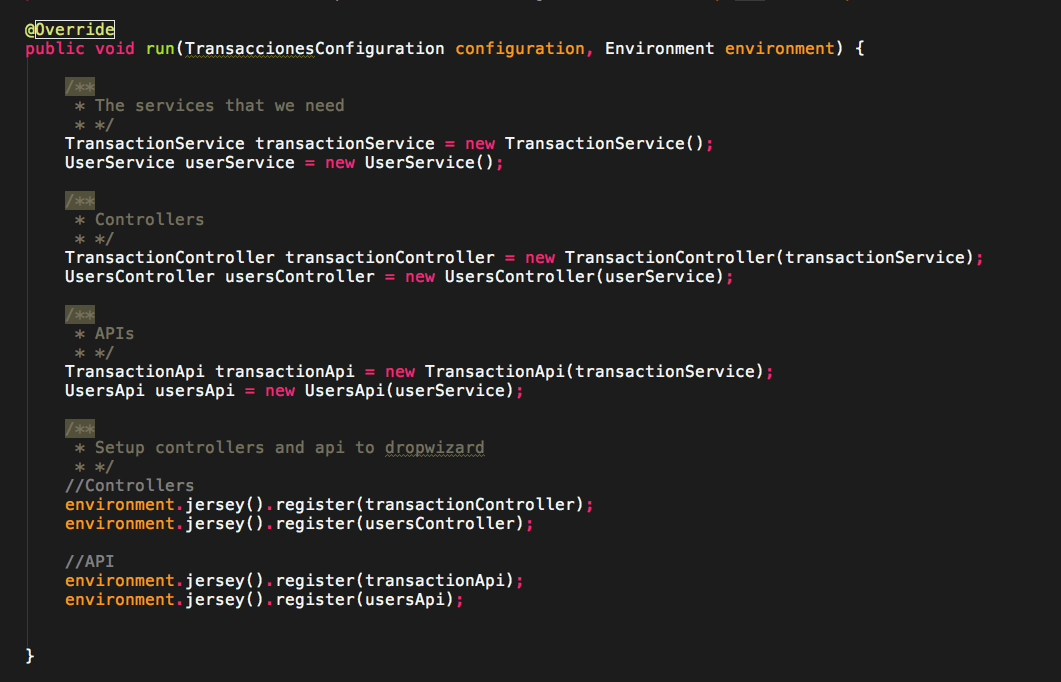 @Override
public void run(TransaccionesConfiguration configuration, Environment environment) {
/**
* The services that we need
* */
TransactionService transactionService = new TransactionService();
UserService userService = new UserService();
/**
* Controllers
* */
TransactionController transactionController = new TransactionController(transactionService);
UsersController usersController = new UsersController(userService);
/**
* APIs
* */
TransactionApi transactionApi = new TransactionApi(transactionService);
UsersApi usersApi = new UsersApi(userService);
/**
* Setup controllers and api to dropwizard
* */
//Controllers
environment.jersey().register(transactionController);
environment.jersey().register(usersController);
//API
environment.jersey().register(transactionApi);
environment.jersey().register(usersApi);
}